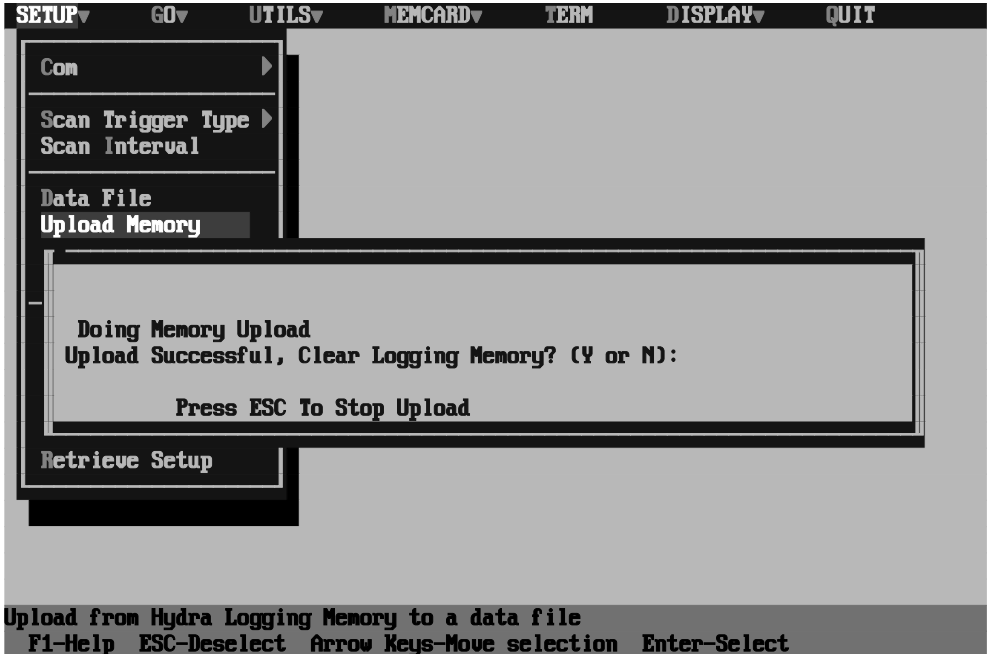 SETUP▼ GO▼ UTILS▼ MEMCARD▼ TERM DISPLAY▼ QUIT
Com ▶
Scan Trigger Type ▶
Scan Interval
Data File
Upload Memory
Doing Memory Upload
Upload Successful, Clear Logging Memory? (Y or N):
Press ESC To Stop Upload
Retrieve Setup
Upload from Hydra Logging Memory to a data file
F1-Help ESC-Deselect Arrow Keys-Move selection Enter-Select